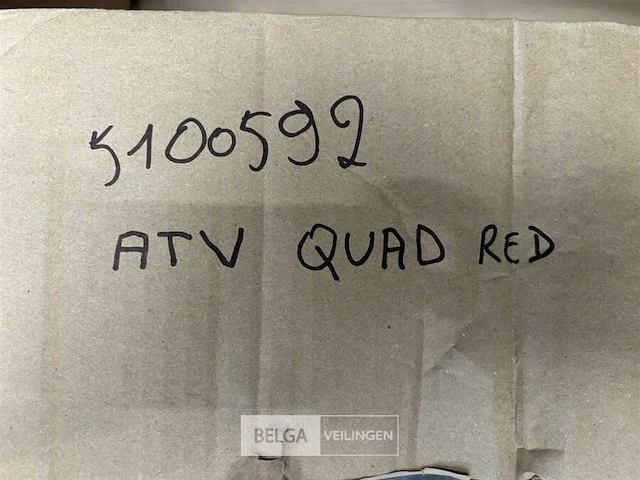 5100592
ATV QUAD RED
BELGA VEILINGEN